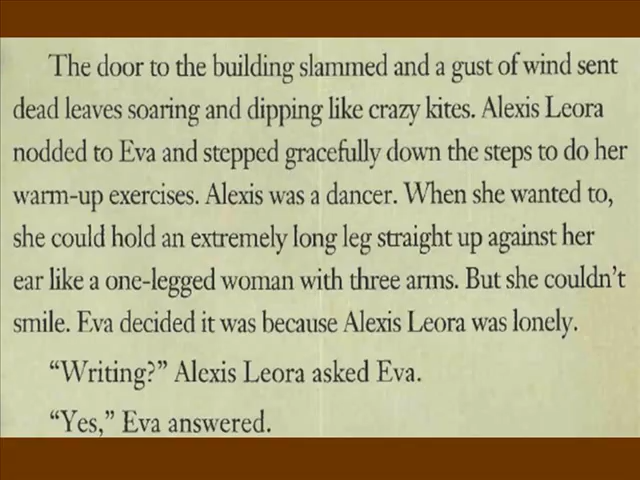 The door to the building slammed and a gust of wind sent
dead leaves soaring and dipping like crazy kites. Alexis Leora
nodded to Eva and stepped gracefully down the steps to do her
warm-up exercises. Alexis was a dancer. When she wanted to,
she could hold an extremely long leg straight up against her
ear like a one-legged woman with three arms. But she couldn't
smile. Eva decided it was because Alexis Leora was lonely.
“Writing?” Alexis Leora asked Eva.
“Yes,” Eva answered.